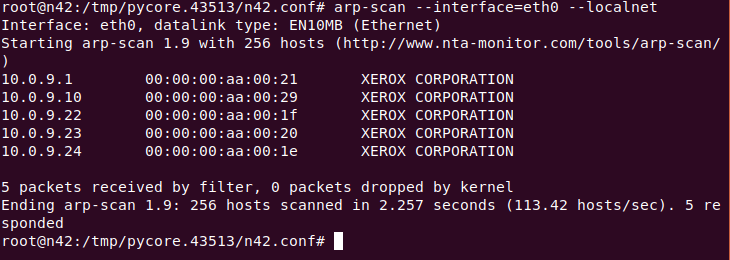 root@n42:/tmp/pycore.43513/n42.conf# arp-scan --interface=eth0 --localnet
Interface: eth0, datalink type: EN10MB (Ethernet)
Starting arp-scan 1.9 with 256 hosts (http://www.nta-monitor.com/tools/arp-scan/
)
10.0.9.1 00:00:00:aa:00:21 XEROX CORPORATION
10.0.9.10 00:00:00:aa:00:29 XEROX CORPORATION
10.0.9.22 00:00:00:aa:00:1f XEROX CORPORATION
10.0.9.23 00:00:00:aa:00:20 XEROX CORPORATION
10.0.9.24 00:00:00:aa:00:1e XEROX CORPORATION
5 packets received by filter, 0 packets dropped by kernel
Ending arp-scan 1.9: 256 hosts scanned in 2.257 seconds (113.42 hosts/sec). 5 re
sponded
root@n42:/tmp/pycore.43513/n42.conf#